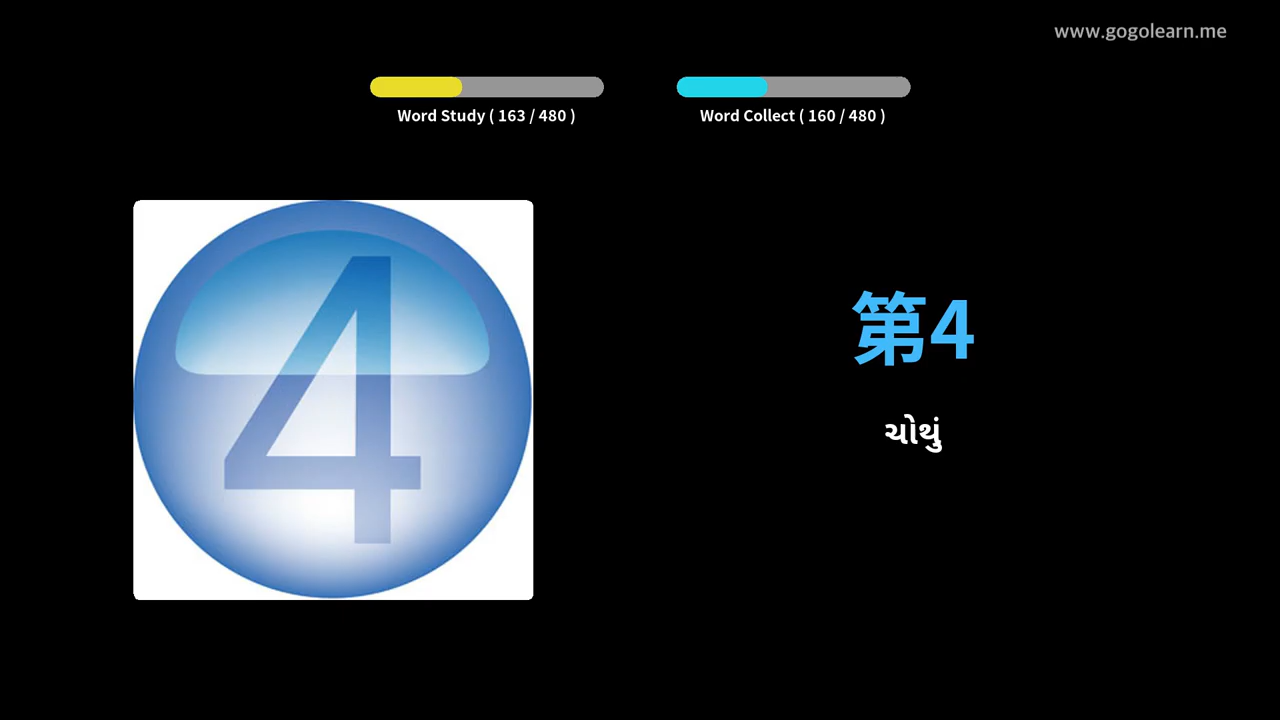 www.gogolearn.me
Word Study ( 163 / 480 )
Word Collect ( 160 / 480 )
4
第4
ચોથું